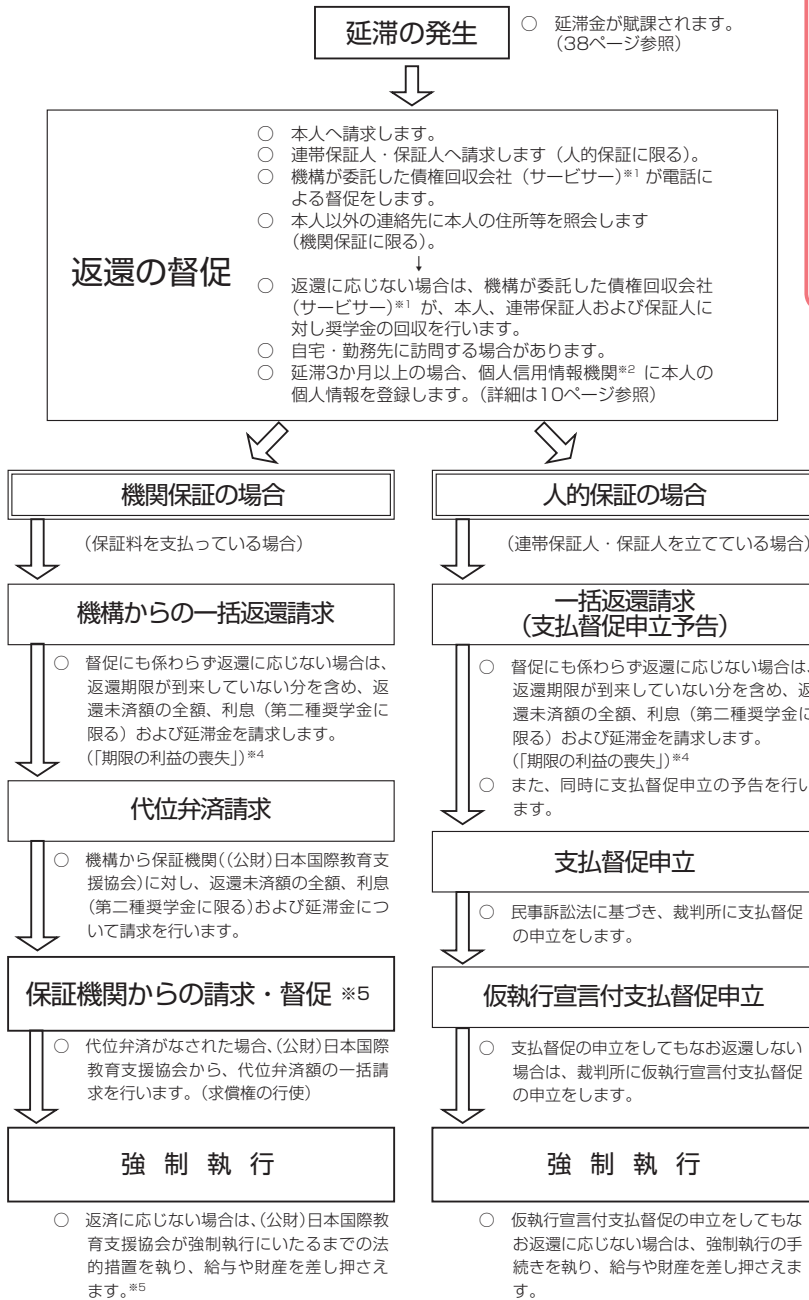 延滞の発生
○ 延滞金が賦課されます。
(38ページ参照)
返還の督促
○ 本人へ請求します。
○ 連帯保証人・保証人へ請求します（人的保証に限る）。
○ 機構が委託した債権回収会社（サービサー）※1 が電話に
よる督促をします。
○ 本人以外の連絡先に本人の住所等を照会します
（機関保証に限る）。
↓
○ 返還に応じない場合は、機構が委託した債権回収会社
（サービサー）※1 が、本人、連帯保証人および保証人に
対し奨学金の回収を行います。
○ 自宅・勤務先に訪問する場合があります。
○ 延滞3か月以上の場合、個人信用情報機関※2 に本人の
個人情報を登録します。（詳細は10ページ参照）
機関保証の場合
（保証料を支払っている場合）
機構からの一括返還請求
○ 督促にも係わらず返還に応じない場合は、
返還期限が到来していない分を含め、返
還未済額の全額、利息（第二種奨学金に
限る）および延滞金を請求します。
（「期限の利益の喪失」）※4
代位弁済請求
○ 機構から保証機関((公財)日本国際教育支
援協会)に対し、返還未済額の全額、利息
(第二種奨学金に限る)および延滞金につ
いて請求を行います。
保証機関からの請求・督促 ※5
○ 代位弁済がなされた場合、(公財)日本国際
教育支援協会から、代位弁済額の一括請
求を行います。(求償権の行使)
強制執行
○ 返済に応じない場合は、(公財)日本国際教
育支援協会が強制執行にいたるまでの法
的措置を執り、給与や財産を差し押さえ
ます。※5
人的保証の場合
（連帯保証人・保証人を立てている場合）
一括返還請求
（支払督促申立予告）
○ 督促にも係わらず返還に応じない場合は、
返還期限が到来していない分を含め、返
還未済額の全額、利息（第二種奨学金に
限る）および延滞金を請求します。
（「期限の利益の喪失」）※4
○ また、同時に支払督促申立の予告を行い
ます。
支払督促申立
○ 民事訴訟法に基づき、裁判所に支払督促
の申立をします。
仮執行宣言付支払督促申立
○ 支払督促の申立をしてもなお返還しない
場合は、裁判所に仮執行宣言付支払督促
の申立をします。
強制執行
○ 仮執行宣言付支払督促の申立をしてもな
お返還に応じない場合は、強制執行の手
続きを執り、給与や財産を差し押さえま
す。